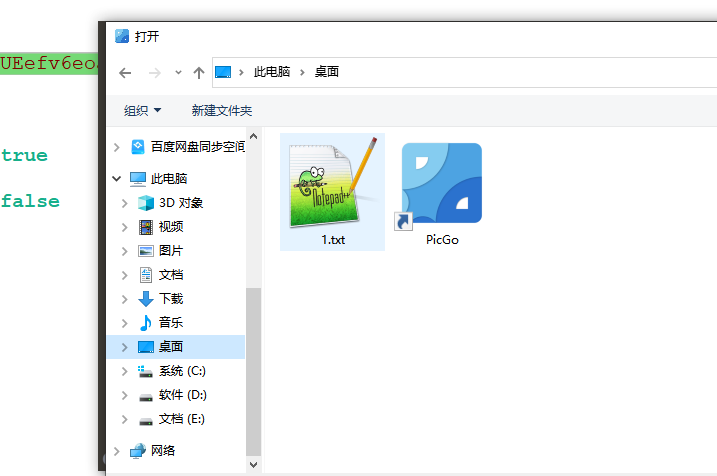 打开
UEefv6eo
此电脑 桌面
组织 新建文件夹
true
false
百度网盘同步空间
此电脑
3D 对象
视频
图片
文档
下载
音乐
桌面
系统 (C:)
软件 (D:)
文档 (E:)
网络
Notepad++
1.txt
PicGo